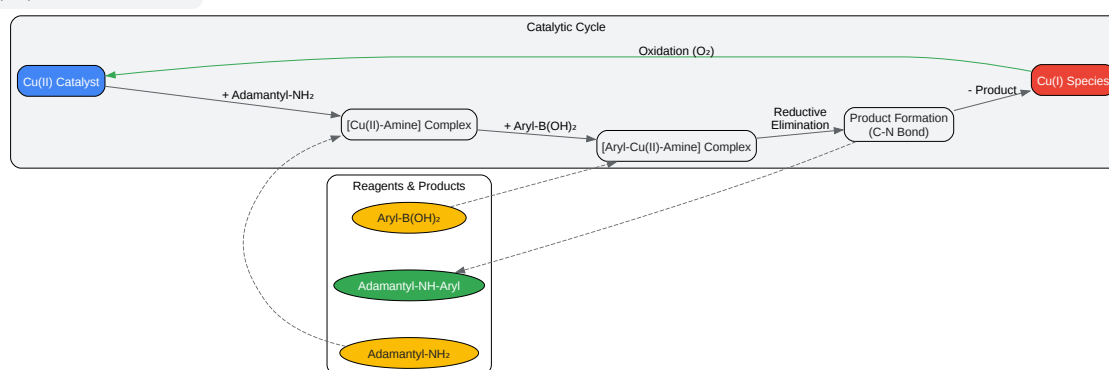 Catalytic Cycle
Oxidation (O₂)
Cu(II) Catalyst
Cu(I) Species
+ Adamantyl-NH₂
- Product
[Cu(II)-Amine] Complex
+ Aryl-B(OH)₂
Reductive
Elimination
Product Formation
(C-N Bond)
[Aryl-Cu(II)-Amine] Complex
Reagents & Products
Aryl-B(OH)₂
Adamantyl-NH-Aryl
Adamantyl-NH₂